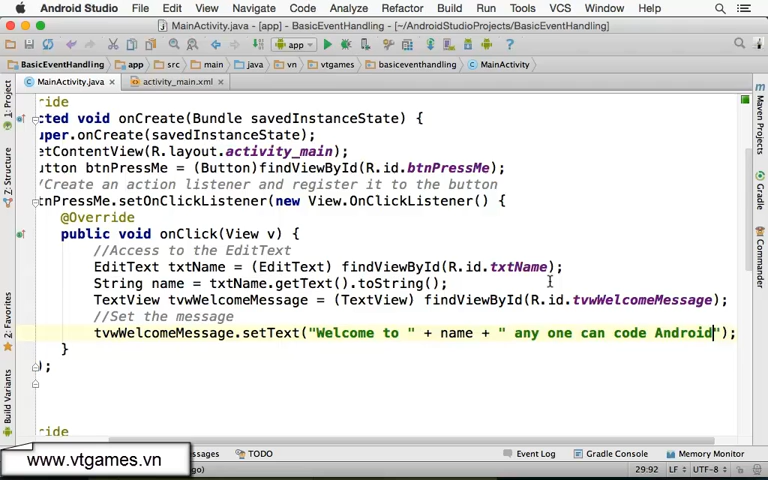 Android Studio File Edit View Navigate Code Analyze Refactor Build Run Tools VCS Window Help
MainActivity.java - [app] - BasicEventHandling - [~/AndroidStudioProjects/BasicEventHandling]
app
BasicEventHandling app src main java vn vtgames basiceventhandling MainActivity
MainActivity.java activity_main.xml
ride
cted void onCreate(Bundle savedInstanceState) {
uper.onCreate(savedInstanceState);
etContentView(R.layout.activity_main);
utton btnPressMe = (Button)findViewById(R.id.btnPressMe);
/Create an action listener and register it to the button
tnPressMe.setOnClickListener(new View.OnClickListener() {
@Override
public void onClick(View v) {
//Access to the EditText
EditText txtName = (EditText) findViewById(R.id.txtName);
String name = txtName.getText().toString();
TextView tvwWelcomeMessage = (TextView) findViewById(R.id.tvwWelcomeMessage);
//Set the message
tvwWelcomeMessage.setText("Welcome to " + name + " any one can code Android");
}
);
ride
1: Project
7: Structure
2: Favorites
Build Variants
Maven Projects
Gradle
Commander
www.vtgames.vn
ssages TODO Event Log Gradle Console Memory Monitor
go) 29:92 LF UTF-8